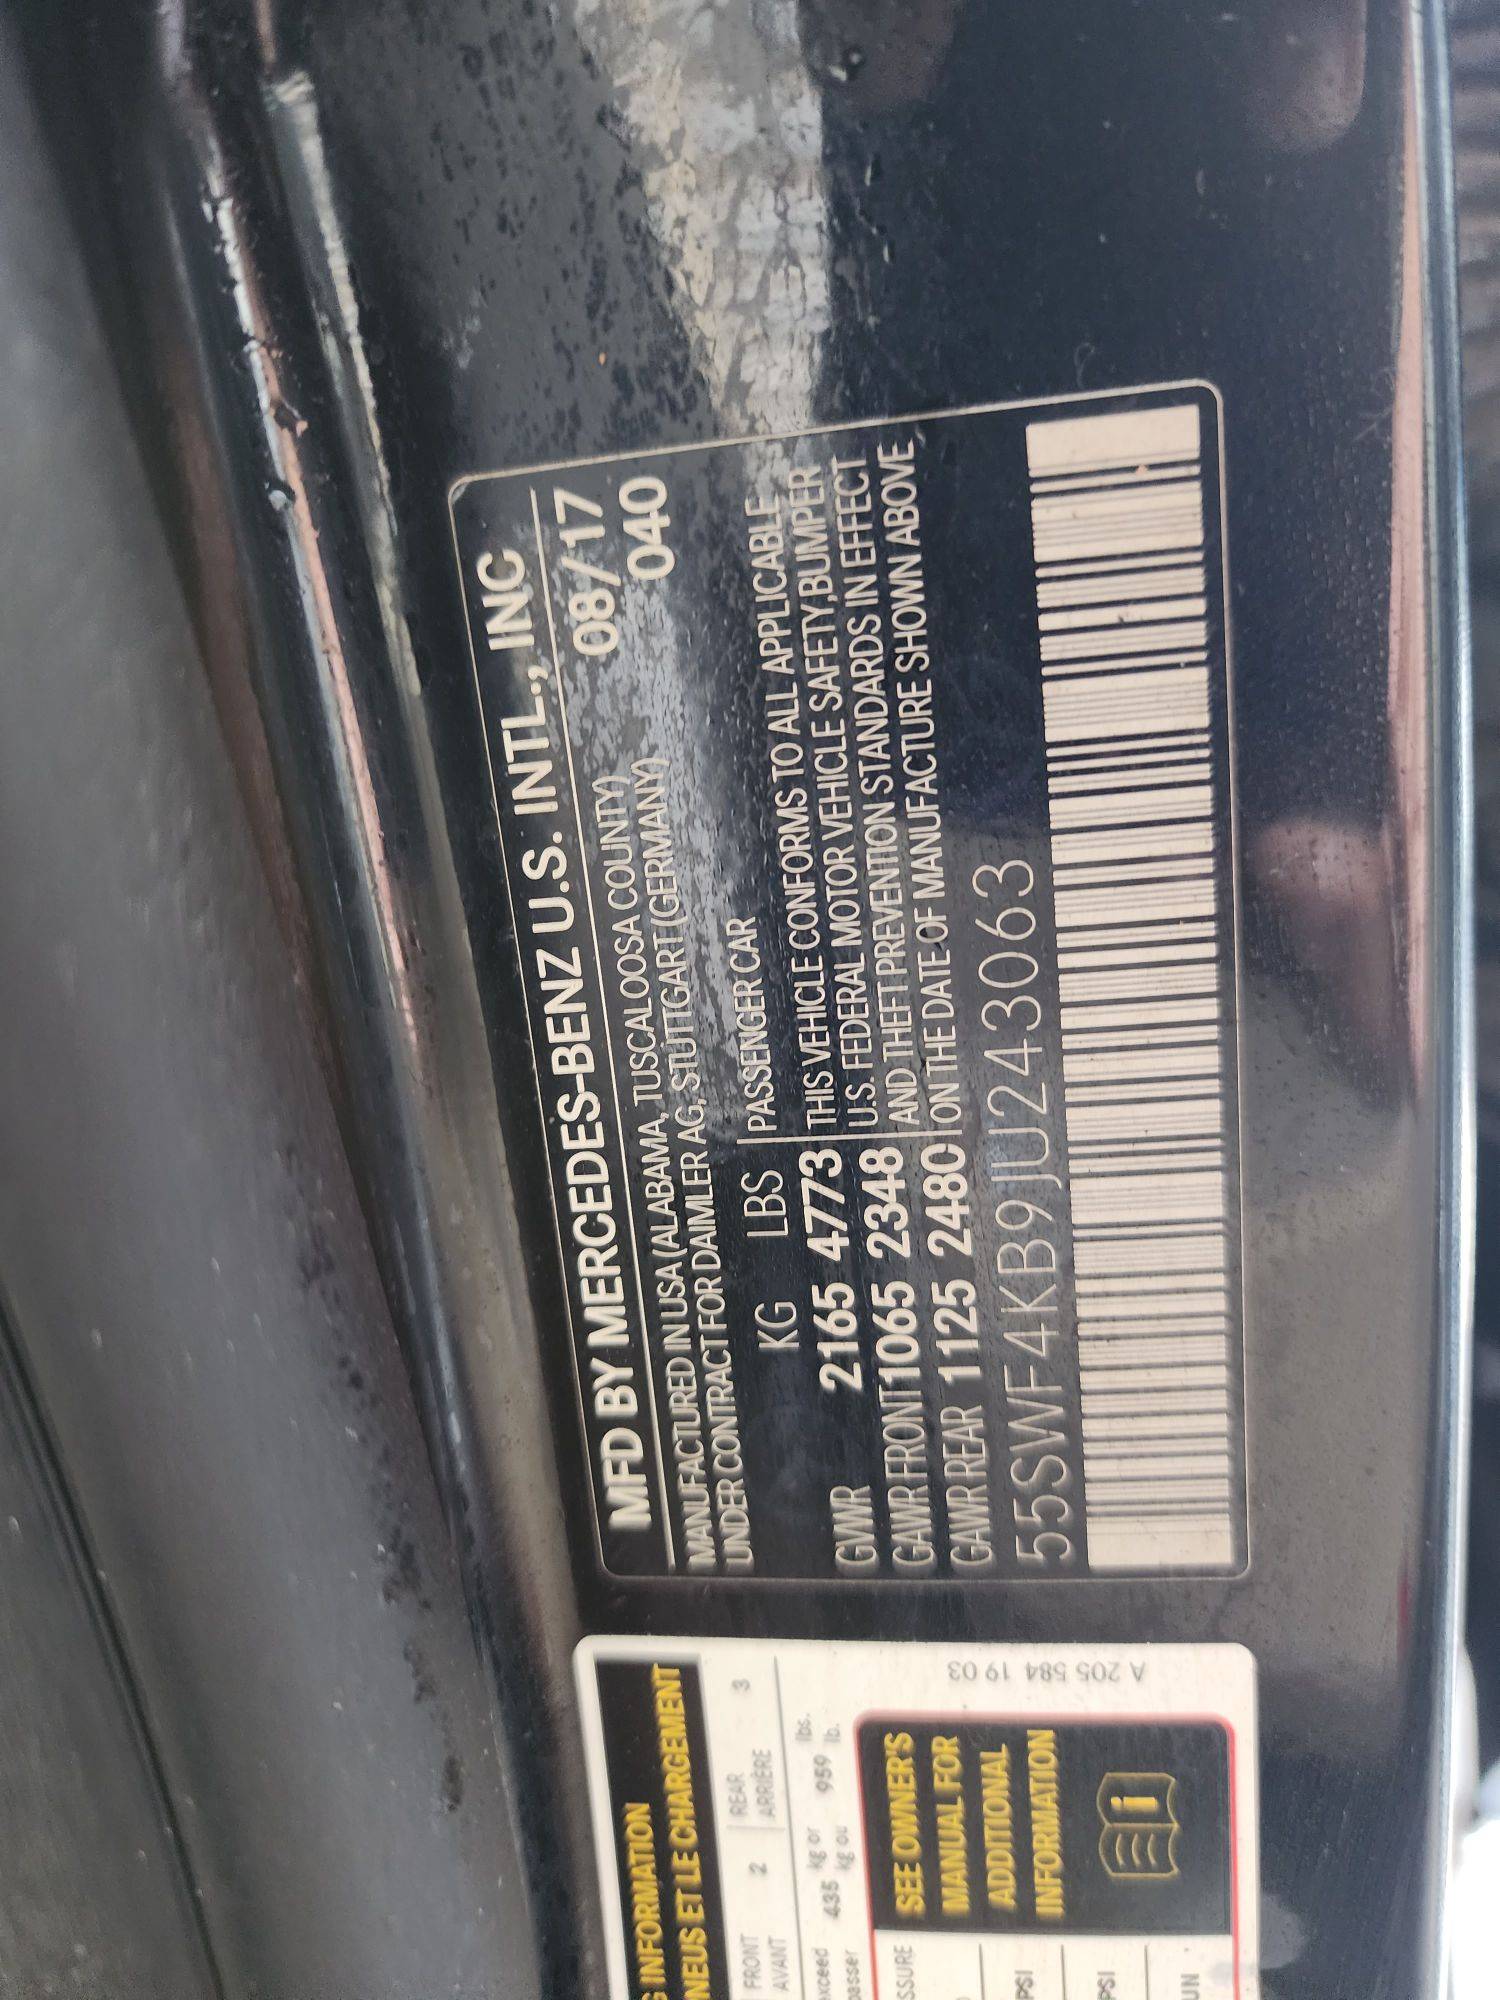 MFD BY MERCEDES-BENZ U.S. INTL., INC
MANUFACTURED IN USA (ALABAMA, TUSCALOOSA COUNTY) 08/17
UNDER CONTRACT FOR DAIMLER AG, STUTTGART (GERMANY) 040
KG LBS PASSENGER CAR
GVWR 2165 4773 THIS VEHICLE CONFORMS TO ALL APPLICABLE
GAWR FRONT 1065 2348 U.S. FEDERAL MOTOR VEHICLE SAFETY, BUMPER
GAWR REAR 1125 2480 AND THEFT PREVENTION STANDARDS IN EFFECT
ON THE DATE OF MANUFACTURE SHOWN ABOVE
55SWF4KB9JU243063
INFORMATION
PNEUS ET LE CHARGEMENT
FRONT 2 REAR 3
AVANT ARRIÈRE
exceed 435 kg or 959 lbs.
kg ou lb.
SEE OWNER'S
MANUAL FOR
ADDITIONAL
INFORMATION
i
PSI
PSI
A 205 584 19 03